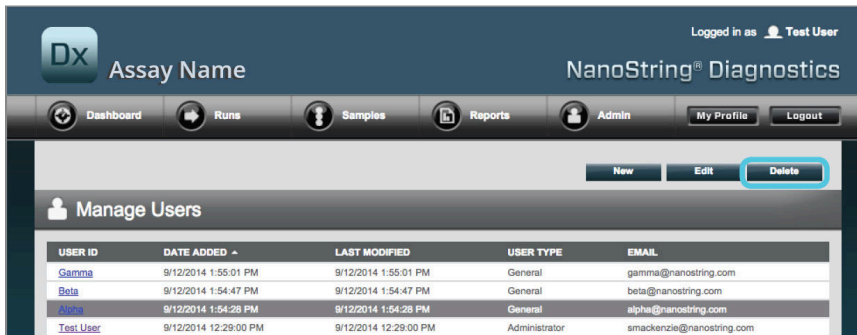 Logged in as Test User
Dx Assay Name NanoString® Diagnostics
Dashboard Runs Samples Reports Admin My Profile Logout
New Edit Delete
Manage Users
USER ID DATE ADDED LAST MODIFIED USER TYPE EMAIL
Gamma 9/12/2014 1:55:01 PM 9/12/2014 1:55:01 PM General gamma@nanostring.com
Beta 9/12/2014 1:54:47 PM 9/12/2014 1:54:47 PM General beta@nanostring.com
Alpha 9/12/2014 1:54:28 PM 9/12/2014 1:54:28 PM General alpha@nanostring.com
Test User 9/12/2014 12:29:00 PM 9/12/2014 12:29:00 PM Administrator smackenzie@nanostring.com